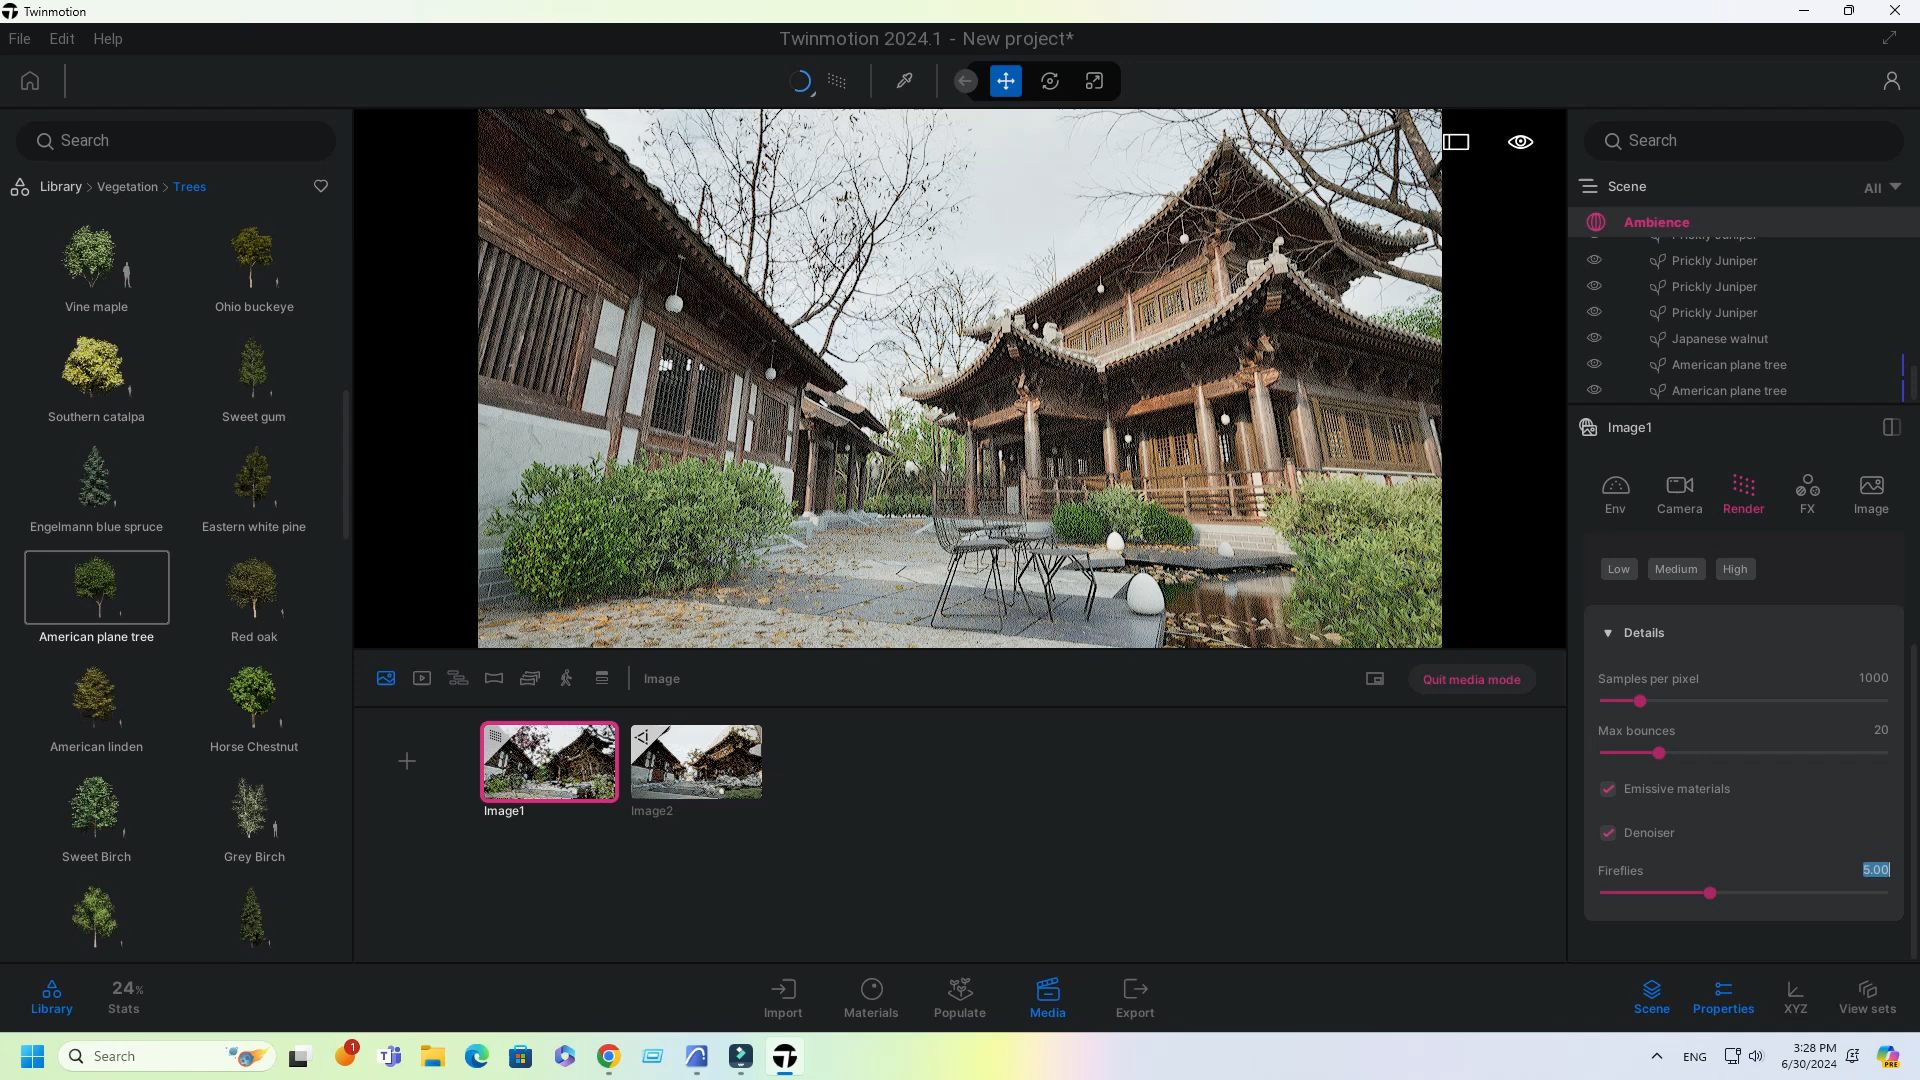 Twinmotion
File Edit Help
Twinmotion 2024.1 - New project*
Search
Library > Vegetation > Trees
Vine maple
Ohio buckeye
Southern catalpa
Sweet gum
Engelmann blue spruce
Eastern white pine
American plane tree
Red oak
American linden
Horse Chestnut
Sweet Birch
Grey Birch
Image
Quit media mode
Image1
Image2
Search
Scene
All
Ambience
Prickly Juniper
Prickly Juniper
Prickly Juniper
Prickly Juniper
Japanese walnut
American plane tree
American plane tree
Image1
Env
Camera
Render
FX
Image
Low
Medium
High
Details
Samples per pixel 1000
Max bounces 20
Emissive materials
Denoiser
Fireflies 5.00
Library
24%
Stats
Import
Materials
Populate
Media
Export
Scene
Properties
XYZ
View sets
Search
1
ENG
3:28 PM
6/30/2024
PRE